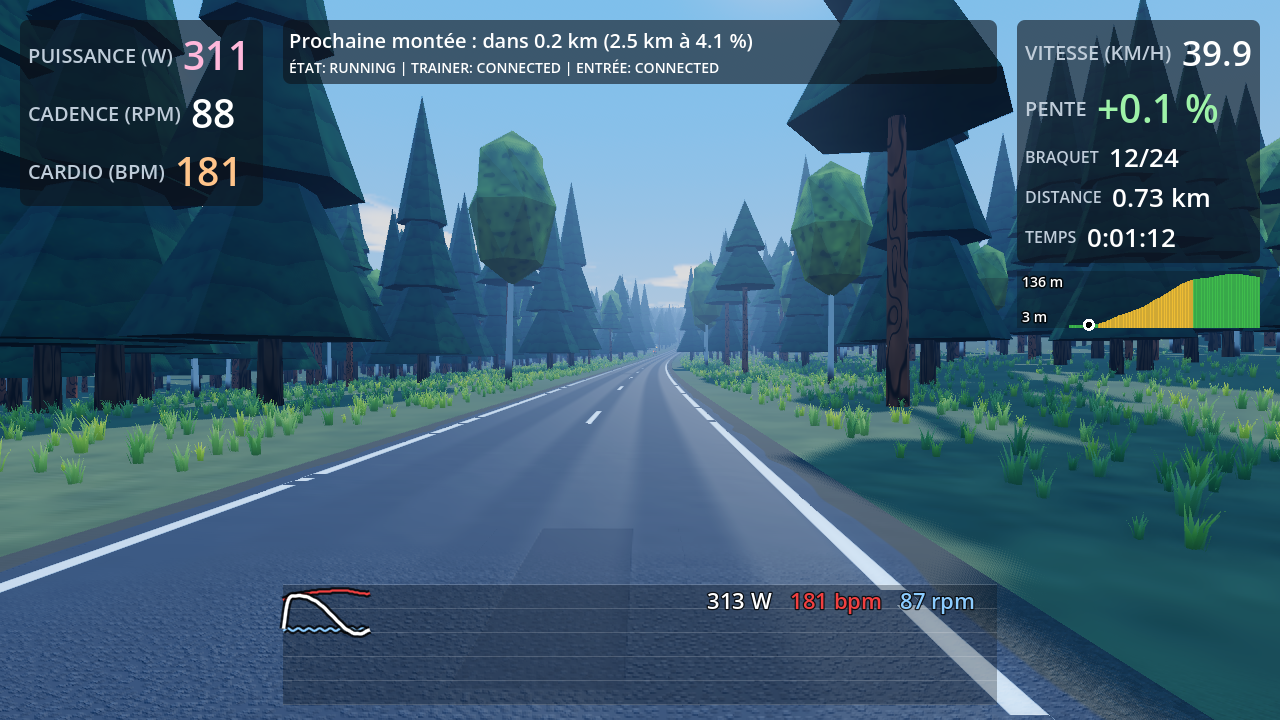 PUISSANCE (W) 311
CADENCE (RPM) 88
CARDIO (BPM) 181
Prochaine montée : dans 0.2 km (2.5 km à 4.1 %)
ÉTAT: RUNNING | TRAINER: CONNECTED | ENTRÉE: CONNECTED
VITESSE (KM/H) 39.9
PENTE +0.1 %
BRAQUET 12/24
DISTANCE 0.73 km
TEMPS 0:01:12
136 m
3 m
313 W 181 bpm 87 rpm